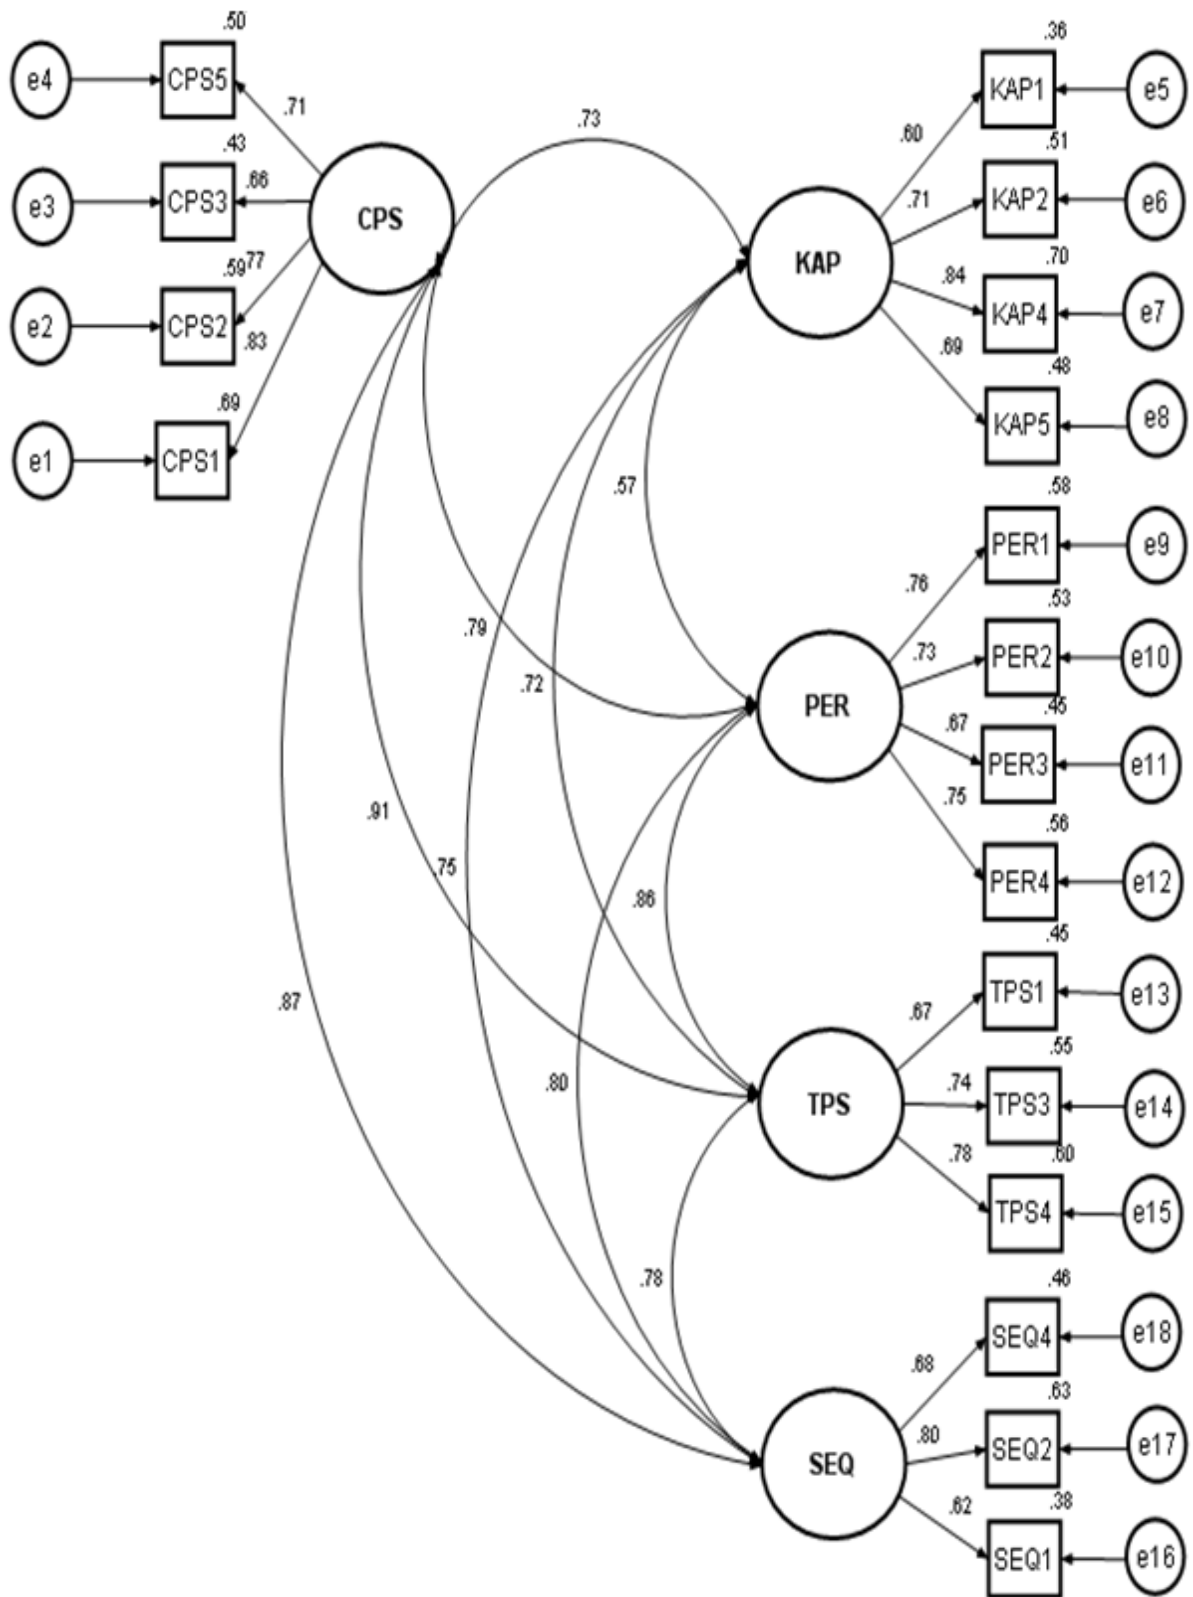 .50
e4
CPS5
.71
.43
e3
CPS3
.66
.59
.77
e2
CPS2
.83
.69
e1
CPS1
CPS
.73
.36
KAP1
e5
.60
.51
KAP2
e6
.71
.70
KAP
KAP4
e7
.84
.48
.69
KAP5
e8
.57
.58
PER1
e9
.76
.53
.79
PER2
e10
.73
.72
.45
PER
PER3
e11
.67
.75
.56
PER4
e12
.91
.75
.86
.45
TPS1
e13
.67
.87
.55
.80
TPS
TPS3
e14
.74
.60
.78
TPS4
e15
.78
.46
SEQ4
e18
.68
.63
SEQ
SEQ2
e17
.80
.38
.62
SEQ1
e16